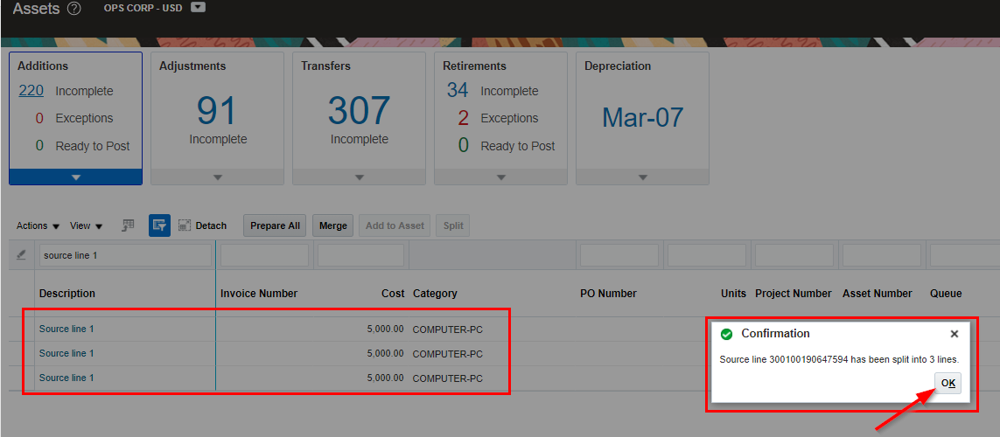 Assets ? OPS CORP - USD
Additions
220 Incomplete
0 Exceptions
0 Ready to Post
Adjustments
91
Incomplete
Transfers
307
Incomplete
Retirements
34 Incomplete
2 Exceptions
0 Ready to Post
Depreciation
Mar-07
Actions View Detach Prepare All Merge Add to Asset Split
source line 1
Description Invoice Number Cost Category PO Number Units Project Number Asset Number Queue
Source line 1 5,000.00 COMPUTER-PC
Source line 1 5,000.00 COMPUTER-PC
Source line 1 5,000.00 COMPUTER-PC
Confirmation
Source line 300100190647594 has been split into 3 lines.
OK